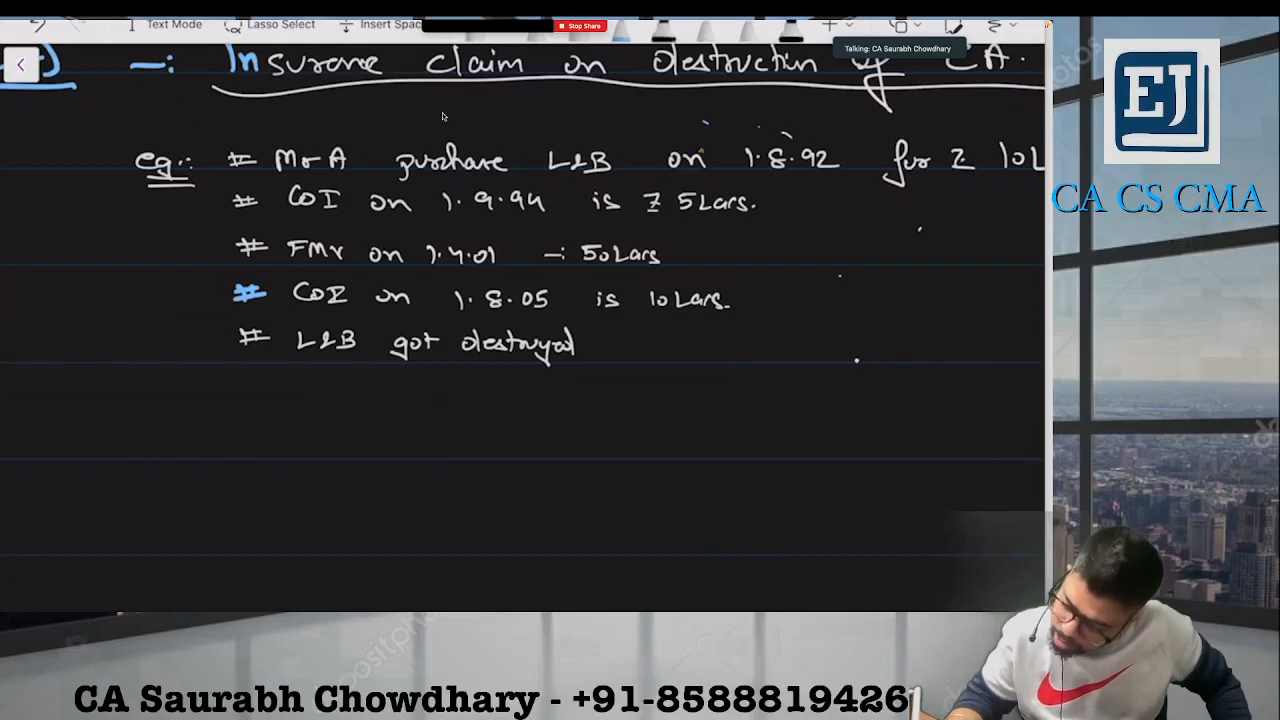 Text Mode Lasso Select Insert Spac
Stop Share
Talking: CA Saurabh Chowdhary
—: Insurance claim on destruction of CA.
eg:- # Mr A purchase L&B on 1.8.92 for ₹ 10L
# COI on 1.9.94 is ₹ 5Lacs.
# FMV on 1.4.01 —: 50Lacs
# COI on 1.8.05 is 10Lacs.
# L&B got destroyed
EJ
CA CS CMA
CA Saurabh Chowdhary - +91-8588819426